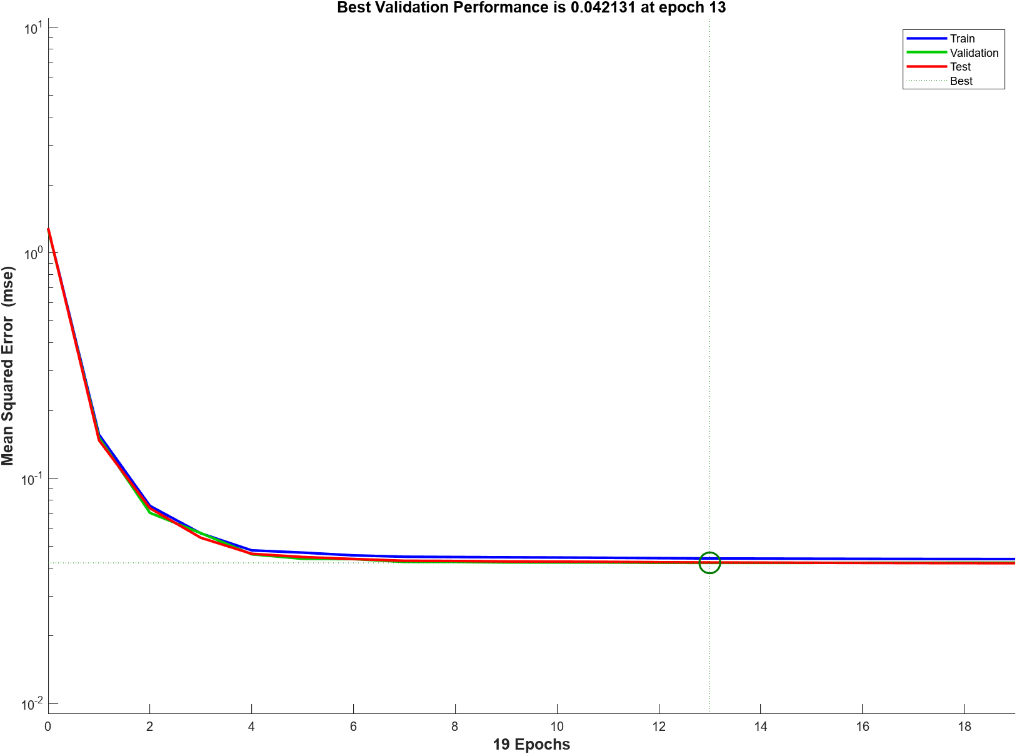 Best Validation Performance is 0.042131 at epoch 13
Train
Validation
Test
Best
Mean Squared Error (mse)
10^1
10^0
10^-1
10^-2
0 2 4 6 8 10 12 14 16 18
19 Epochs